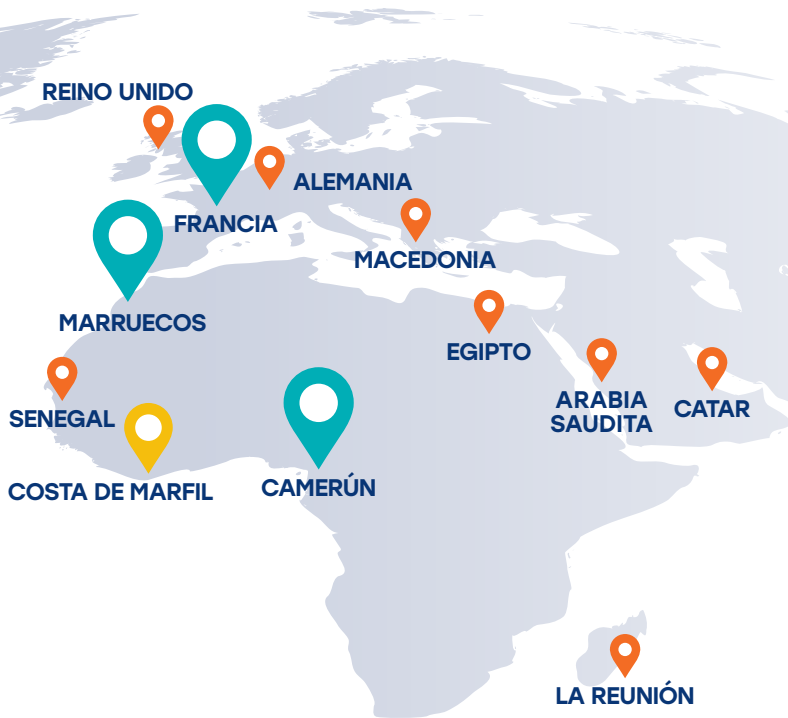 REINO UNIDO
ALEMANIA
FRANCIA
MACEDONIA
MARRUECOS
EGIPTO
ARABIA
SAUDITA
CATAR
SENEGAL
COSTA DE MARFIL
CAMERÚN
LA REUNIÓN